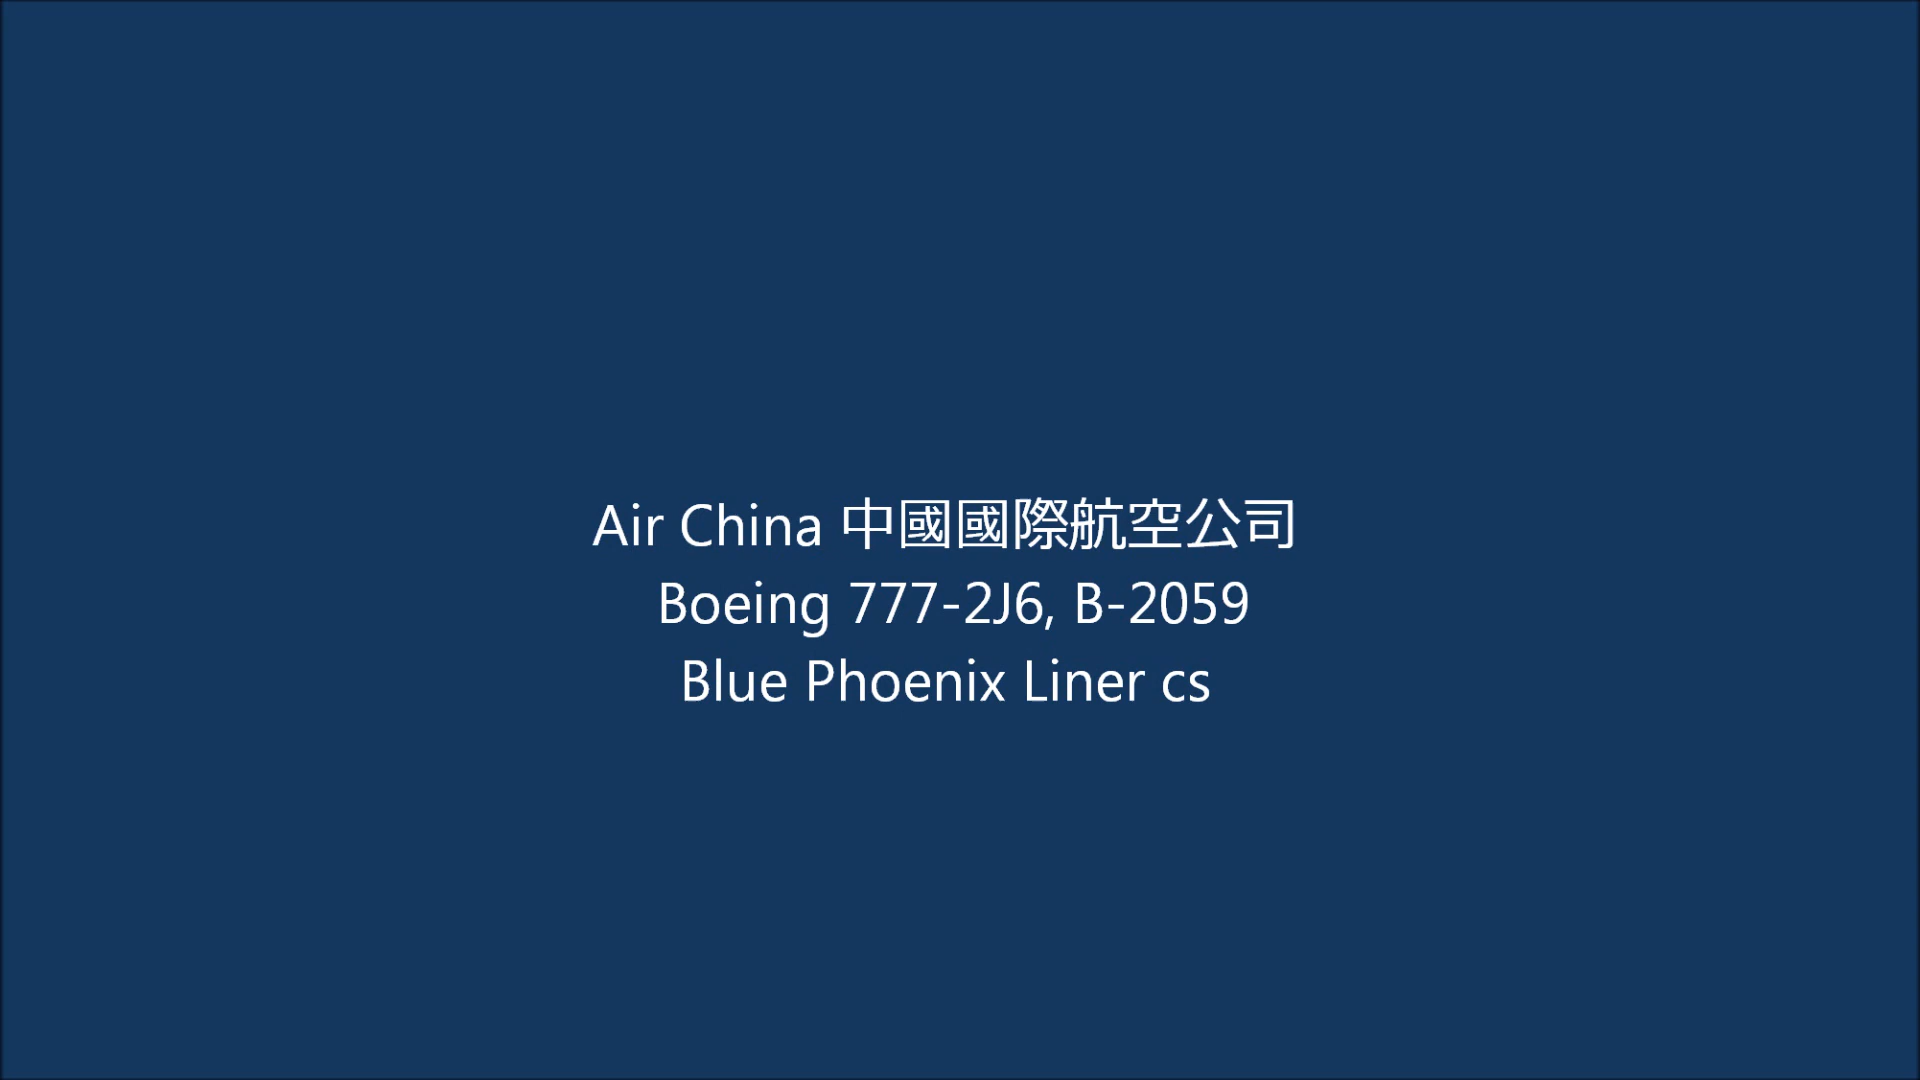 Air China 中國國際航空公司
Boeing 777-2J6, B-2059
Blue Phoenix Liner cs